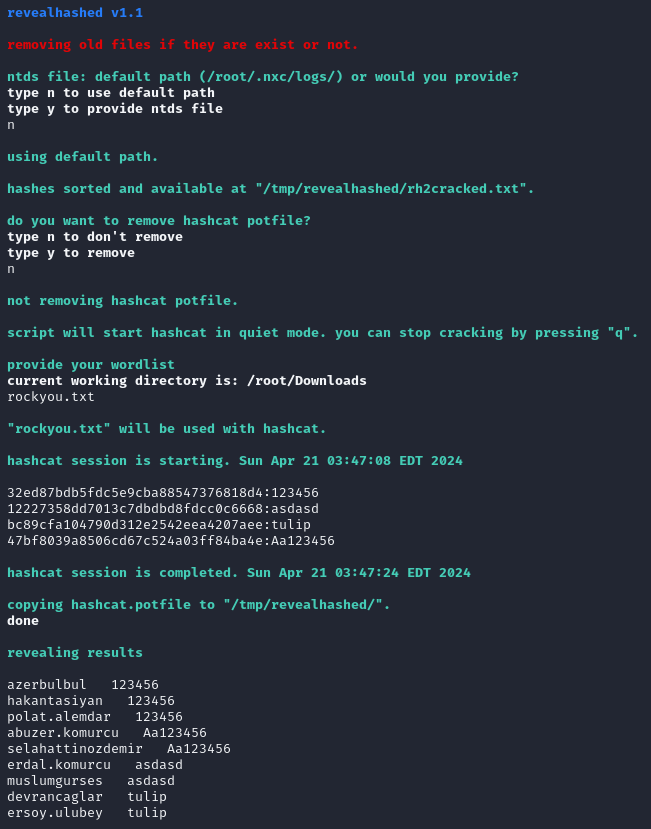 revealhashed v1.1
removing old files if they are exist or not.
ntds file: default path (/root/.nxc/logs/) or would you provide?
type n to use default path
type y to provide ntds file
n
using default path.
hashes sorted and available at "/tmp/revealhashed/rh2cracked.txt".
do you want to remove hashcat potfile?
type n to don't remove
type y to remove
n
not removing hashcat potfile.
script will start hashcat in quiet mode. you can stop cracking by pressing "q".
provide your wordlist
current working directory is: /root/Downloads
rockyou.txt
"rockyou.txt" will be used with hashcat.
hashcat session is starting. Sun Apr 21 03:47:08 EDT 2024
32ed87bdb5fdc5e9cba88547376818d4:123456
12227358dd7013c7dbdbd8fdcc0c6668:asdasd
bc89cfa104790d312e2542eea4207aee:tulip
47bf8039a8506cd67c524a03ff84ba4e:Aa123456
hashcat session is completed. Sun Apr 21 03:47:24 EDT 2024
copying hashcat.potfile to "/tmp/revealhashed/".
done
revealing results
azerbulbul   123456
hakantasiyan   123456
polat.alemdar   123456
abuzer.komurcu   Aa123456
selahattinozdemir   Aa123456
erdal.komurcu   asdasd
muslumgurses   asdasd
devrancaglar   tulip
ersoy.ulubey   tulip